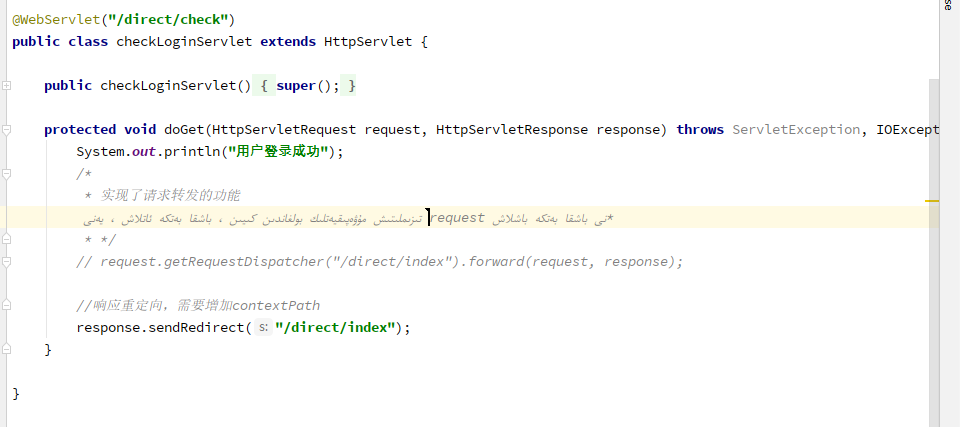 @WebServlet("/direct/check")
public class checkLoginServlet extends HttpServlet {
public checkLoginServlet() { super(); }
protected void doGet(HttpServletRequest request, HttpServletResponse response) throws ServletException, IOExcept
System.out.println("用户登录成功");
/*
* 实现了请求转发的功能
*تىزىملىتىش مۇۋەپىقىيەتلىك بولغاندىن كىيىن ، باشقا بەتكە ئاتلاش ، يەنى request نى باشقا بەتكە باشلاش
* */
// request.getRequestDispatcher("/direct/index").forward(request, response);
//响应重定向，需要增加contextPath
response.sendRedirect( s: "/direct/index");
}
}
se